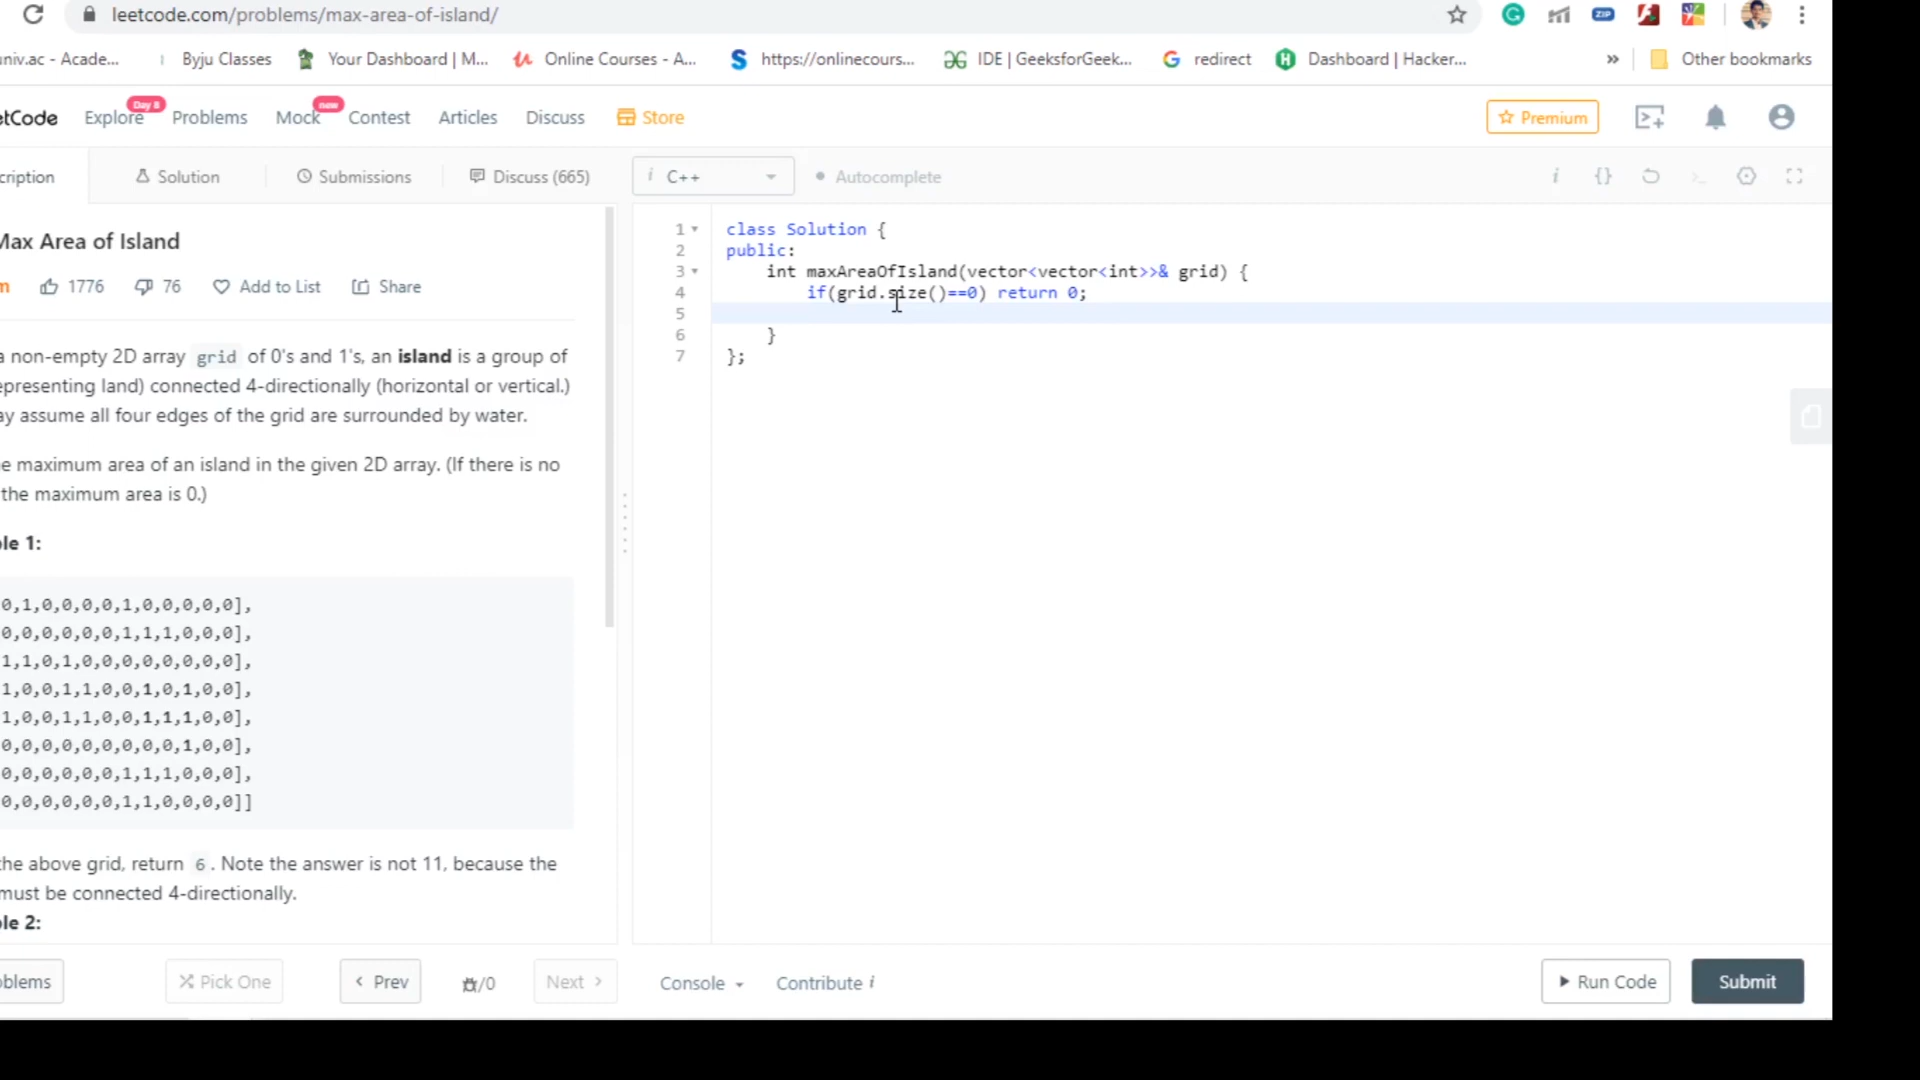 leetcode.com/problems/max-area-of-island/
ZIP
univ.ac - Acade... Byju Classes Your Dashboard | M... Online Courses - A... https://onlinecours... IDE | GeeksforGeek... redirect Dashboard | Hacker... » Other bookmarks
etCode Explore Day 8 Problems Mock new Contest Articles Discuss Store Premium
cription Solution Submissions Discuss (665) i C++ Autocomplete
Max Area of Island
m 1776 76 Add to List Share
a non-empty 2D array grid of 0's and 1's, an island is a group of
epresenting land) connected 4-directionally (horizontal or vertical.)
ay assume all four edges of the grid are surrounded by water.
e maximum area of an island in the given 2D array. (If there is no
the maximum area is 0.)
le 1:
0,1,0,0,0,0,1,0,0,0,0,0],
0,0,0,0,0,0,1,1,1,0,0,0],
1,1,0,1,0,0,0,0,0,0,0,0],
1,0,0,1,1,0,0,1,0,1,0,0],
1,0,0,1,1,0,0,1,1,1,0,0],
0,0,0,0,0,0,0,0,0,1,0,0],
0,0,0,0,0,0,1,1,1,0,0,0],
0,0,0,0,0,0,1,1,0,0,0,0]]
the above grid, return 6. Note the answer is not 11, because the
must be connected 4-directionally.
le 2:
1 class Solution {
2 public:
3 int maxAreaOfIsland(vector<vector<int>>& grid) {
4 if(grid.size()==0) return 0;
5
6 }
7 };
oblems Pick One Prev /0 Next Console Contribute i Run Code Submit